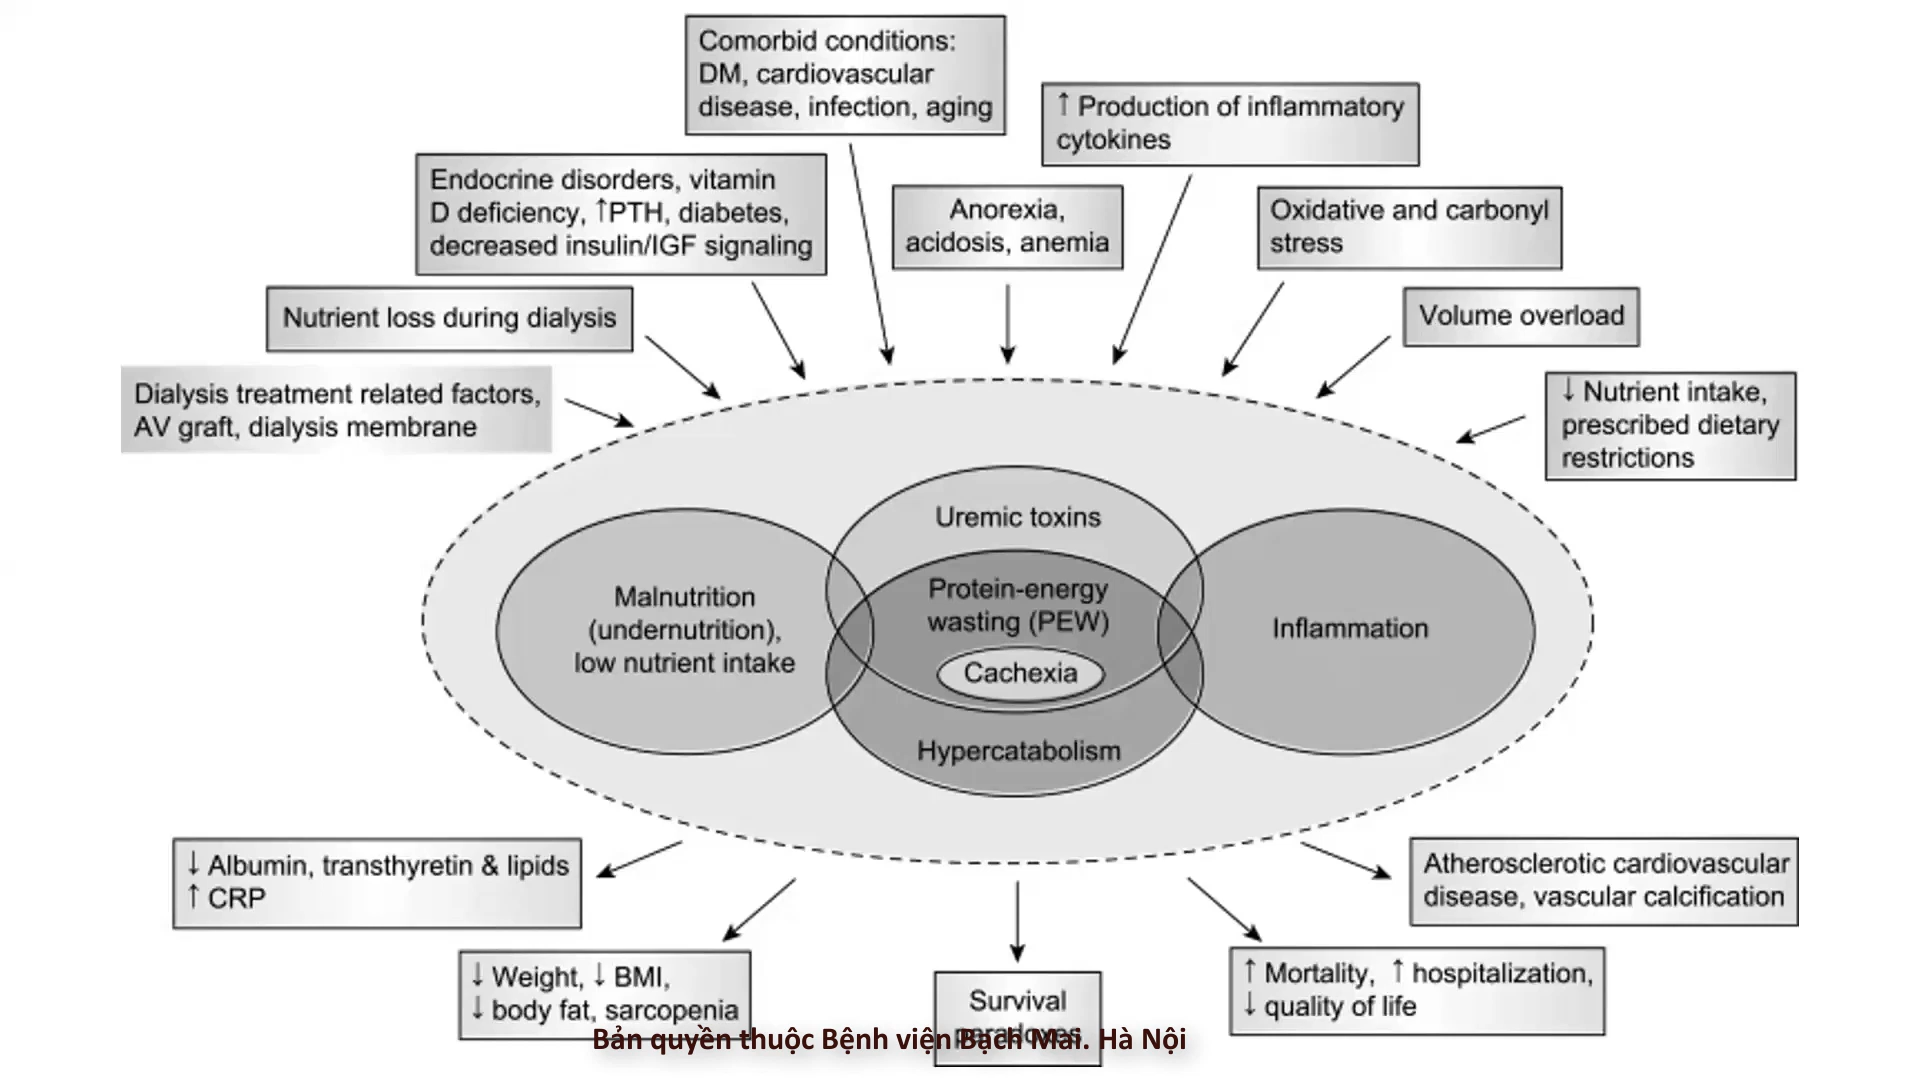 Comorbid conditions:
DM, cardiovascular
disease, infection, aging
↑ Production of inflammatory
cytokines
Endocrine disorders, vitamin
D deficiency, ↑PTH, diabetes,
decreased insulin/IGF signaling
Anorexia,
acidosis, anemia
Oxidative and carbonyl
stress
Nutrient loss during dialysis
Volume overload
Dialysis treatment related factors,
AV graft, dialysis membrane
↓ Nutrient intake,
prescribed dietary
restrictions
Uremic toxins
Malnutrition
(undernutrition),
low nutrient intake
Protein-energy
wasting (PEW)
Cachexia
Inflammation
Hypercatabolism
↓ Albumin, transthyretin & lipids
↑ CRP
Atherosclerotic cardiovascular
disease, vascular calcification
↓ Weight, ↓ BMI,
↓ body fat, sarcopenia
Survival
paradoxes
↑ Mortality, ↑ hospitalization,
↓ quality of life
Bản quyền thuộc Bệnh viện Bạch Mai. Hà Nội